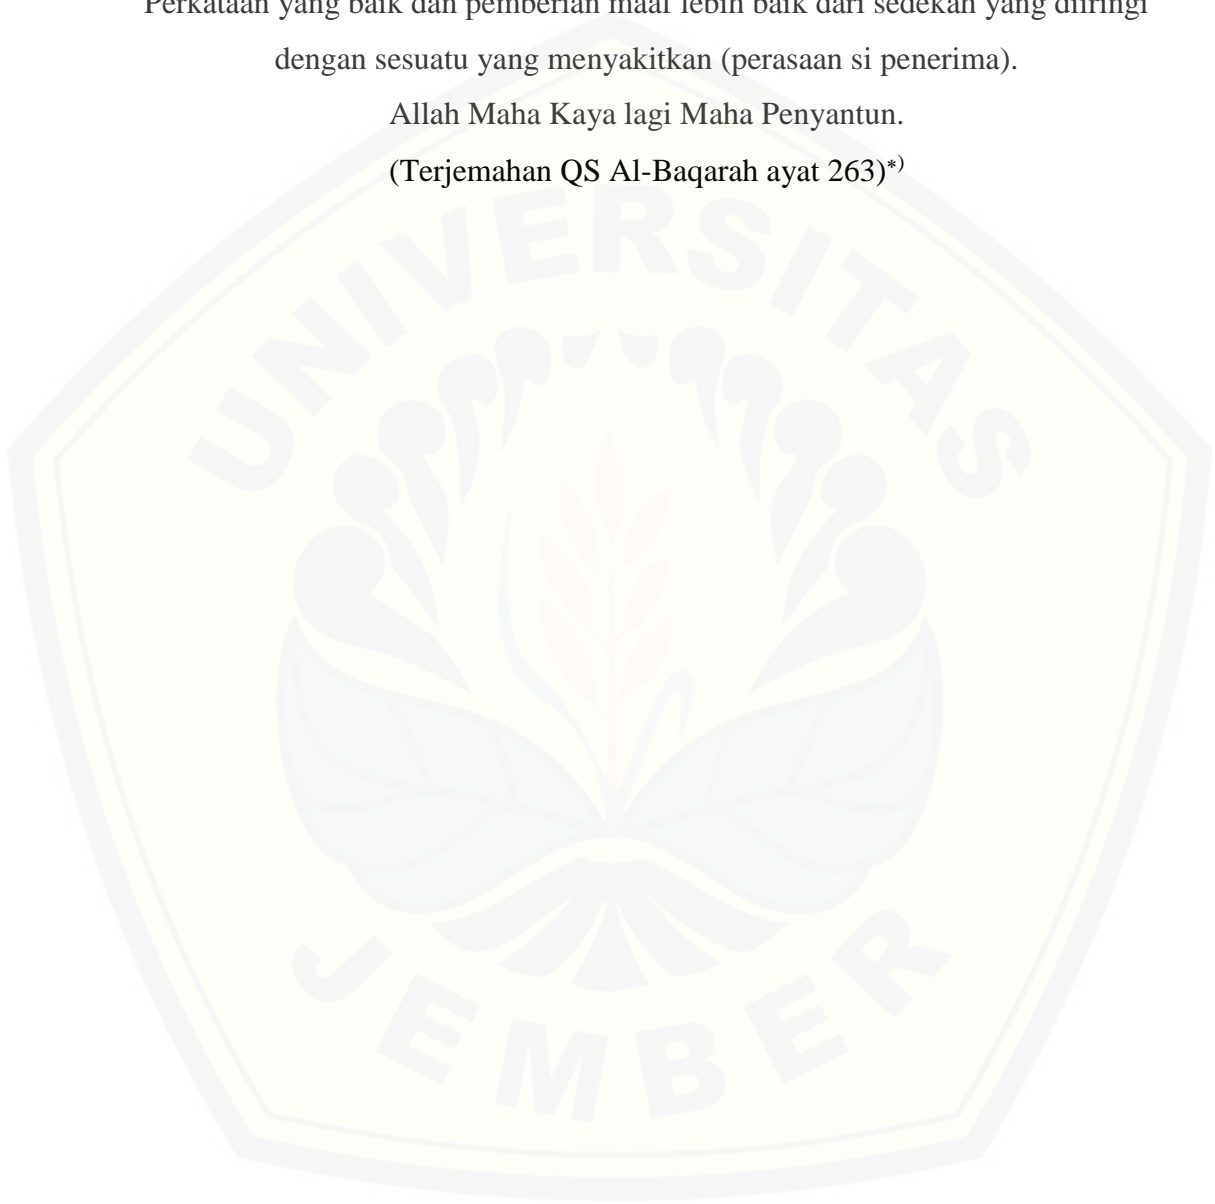 Perkataan yang baik dan pemberian maaf lebih baik dari sedekah yang diiringi
dengan sesuatu yang menyakitkan (perasaan si penerima).
Allah Maha Kaya lagi Maha Penyantun.
(Terjemahan QS Al-Baqarah ayat 263)*)
UNIVERSITAS
JEMBER